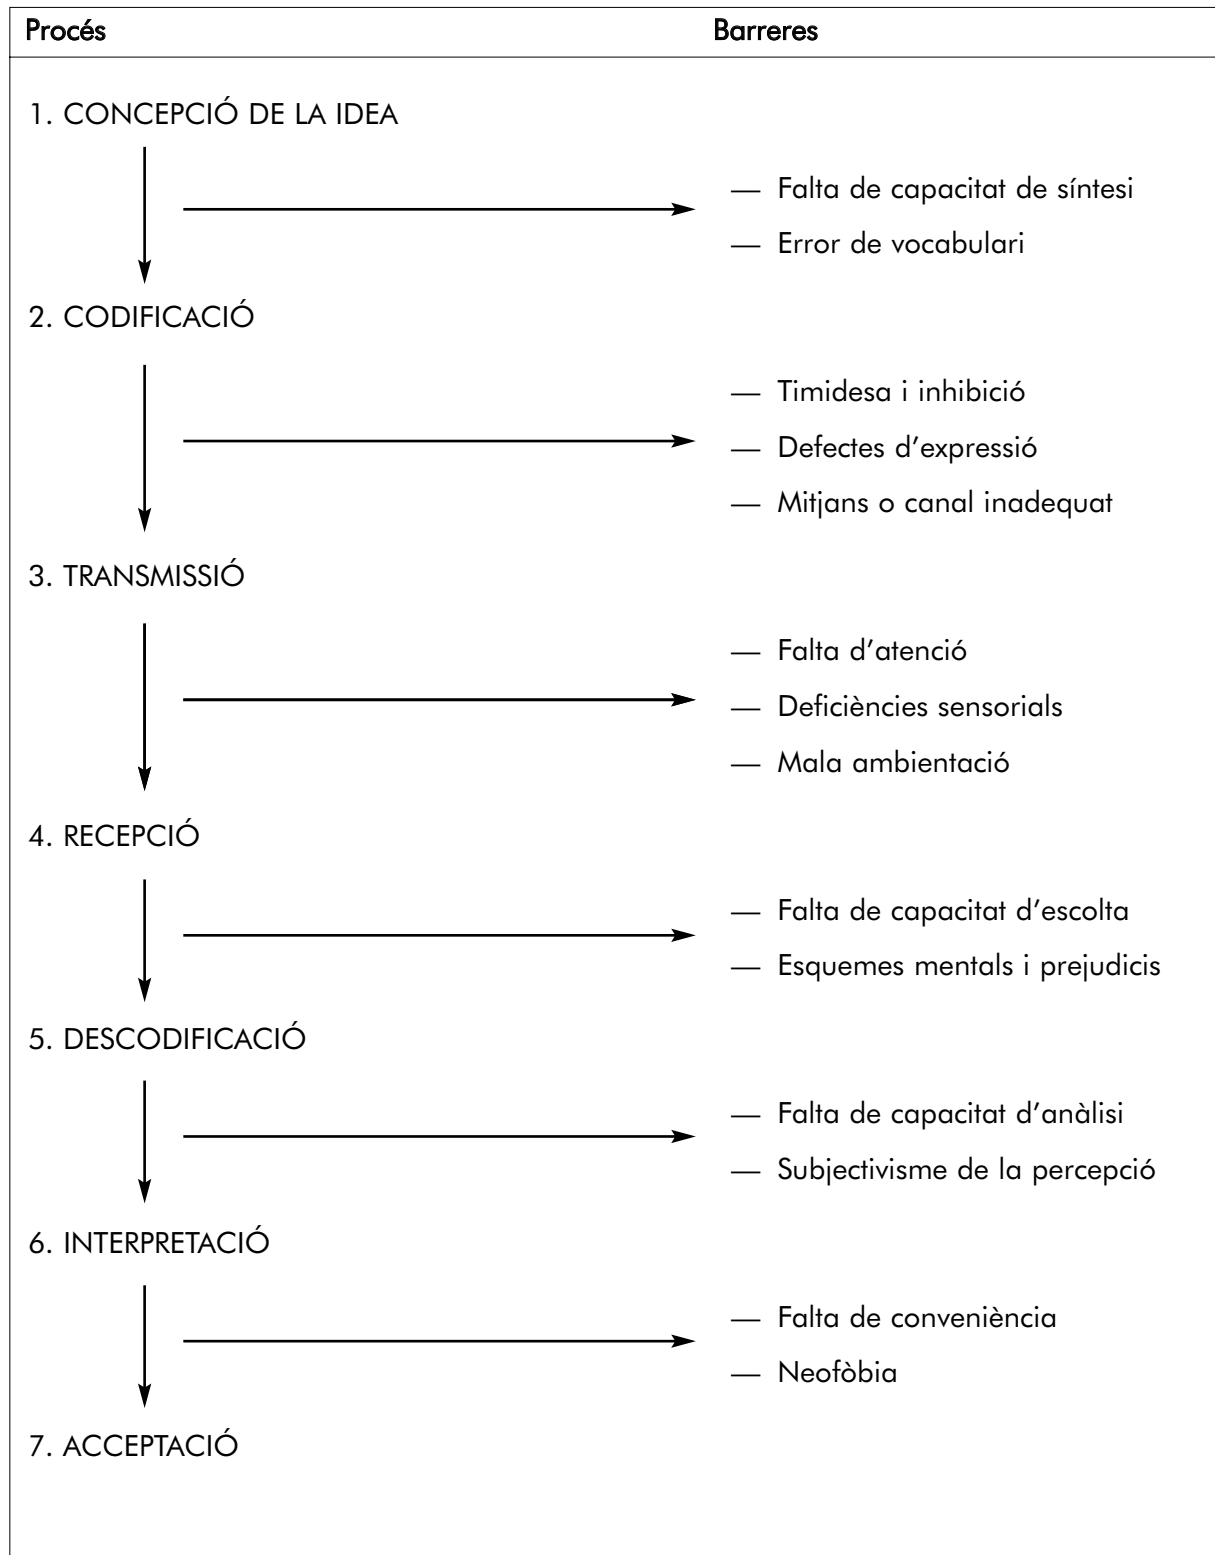 Procés Barreres
1. CONCEPCIÓ DE LA IDEA
— Falta de capacitat de síntesi
— Error de vocabulari
2. CODIFICACIÓ
— Timidesa i inhibició
— Defectes d’expressió
— Mitjans o canal inadequat
3. TRANSMISSIÓ
— Falta d’atenció
— Deficiències sensorials
— Mala ambientació
4. RECEPCIÓ
— Falta de capacitat d’escolta
— Esquemes mentals i prejudicis
5. DESCODIFICACIÓ
— Falta de capacitat d’anàlisi
— Subjectivisme de la percepció
6. INTERPRETACIÓ
— Falta de conveniència
— Neofòbia
7. ACCEPTACIÓ